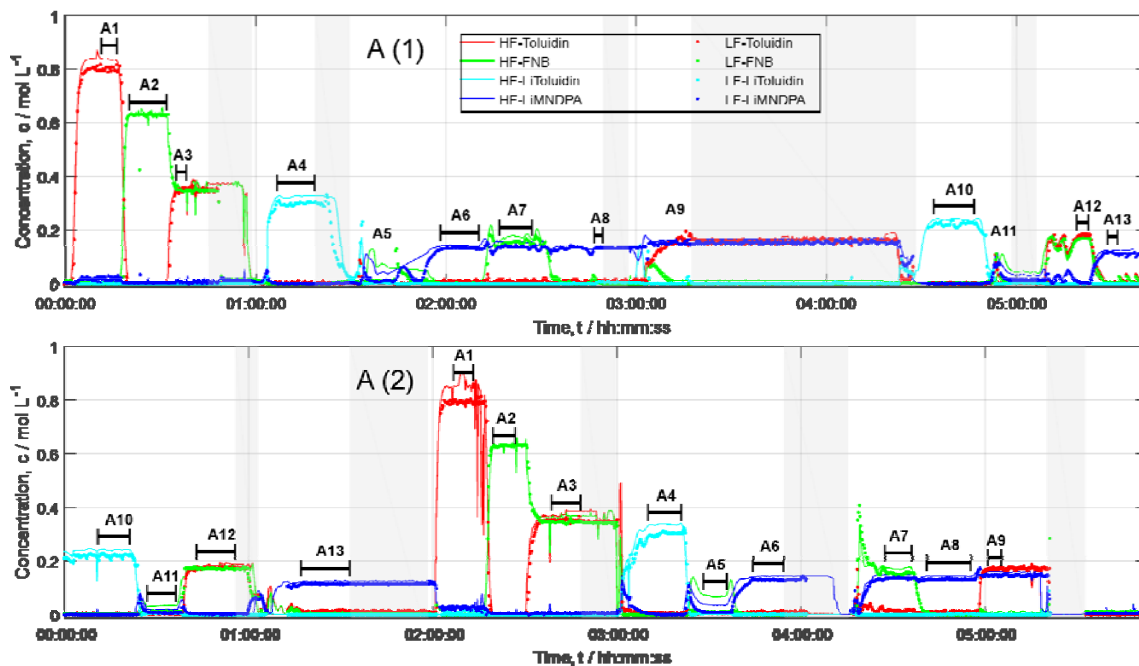 A (1)
HF-Toluidin LF-Toluidin
HF-FNB LF-FNB
HF-LiToluidin LF-LiToluidin
HF-LiMNDPA LF-LiMNDPA
A1
A2
A3
A4
A5
A6
A7
A8
A9
A10
A11
A12
A13
Concentration, c / mol L⁻¹
1
0.8
0.6
0.4
0.2
0
00:00:00 01:00:00 02:00:00 03:00:00 04:00:00 05:00:00
Time, t / hh:mm:ss
A (2)
A10
A11
A12
A13
A1
A2
A3
A4
A5
A6
A7
A8
A9
Concentration, c / mol L⁻¹
1
0.8
0.6
0.4
0.2
0
00:00:00 01:00:00 02:00:00 03:00:00 04:00:00 05:00:00
Time, t / hh:mm:ss